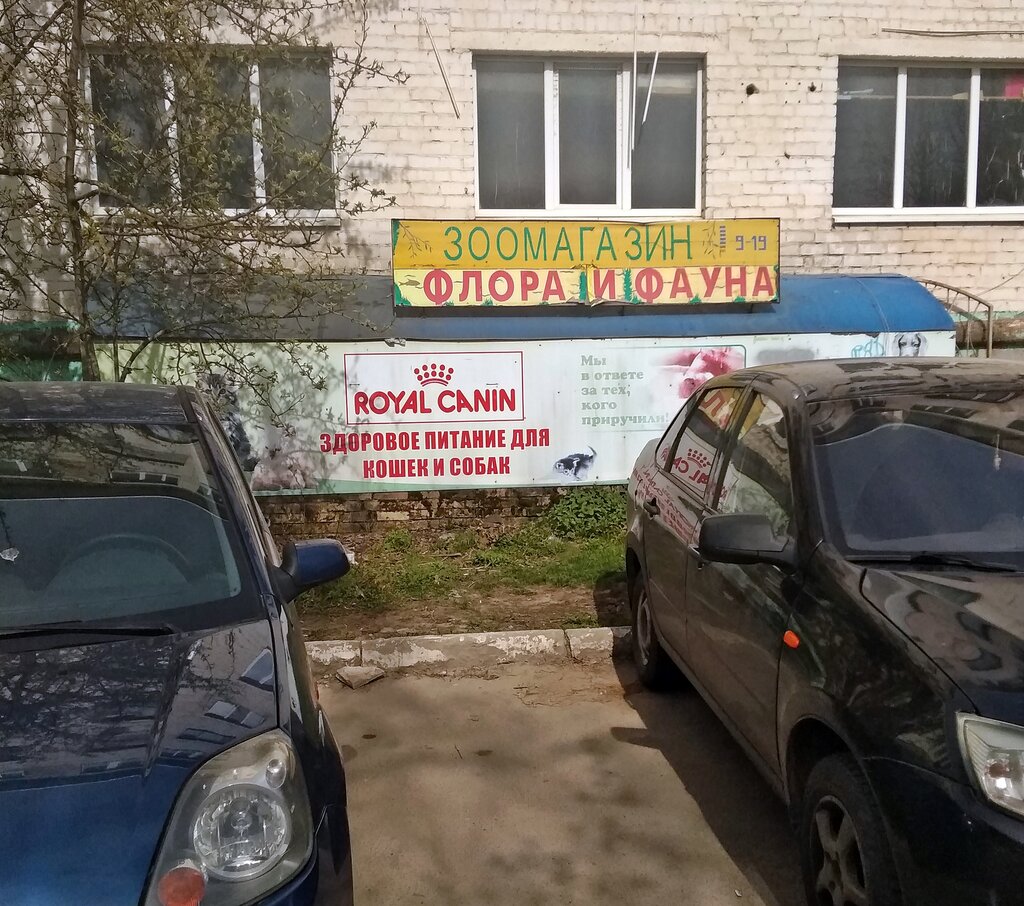 ЗООМАГАЗИН 9-19
ФЛОРА И ФАУНА
ROYAL CANIN
ЗДОРОВОЕ ПИТАНИЕ ДЛЯ
КОШЕК И СОБАК
Мы
в ответе
за тех,
кого
приручили!